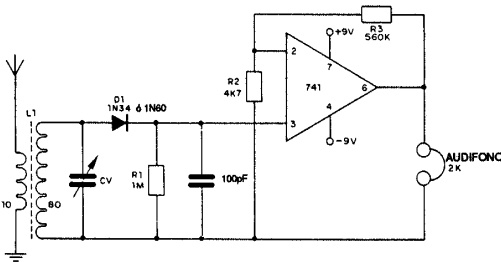 R3
560K
+9V
2
7
R2
4K7
741
6
L1
D1
1N34 ó 1N60
4
3
-9V
AUDIFONO
2K
CV
R1
1M
100pF
10
80